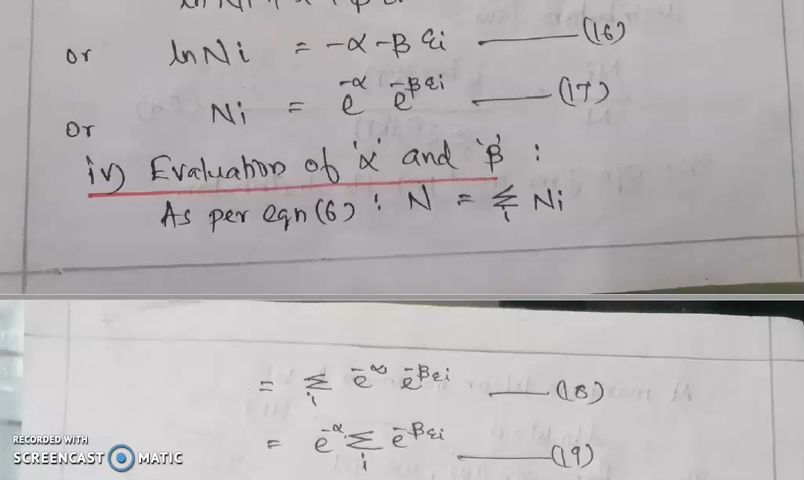 or ln Ni = -α -β εi ——— (16)
Or Ni = e^-α e^-βεi ——— (17)
iv) Evaluation of 'α' and 'β' :
As per eqn (6) : N = Σi Ni
= Σi e^-α e^-βεi ——— (18)
= e^-α Σi e^-βεi ——— (19)
RECORDED WITH
SCREENCAST MATIC